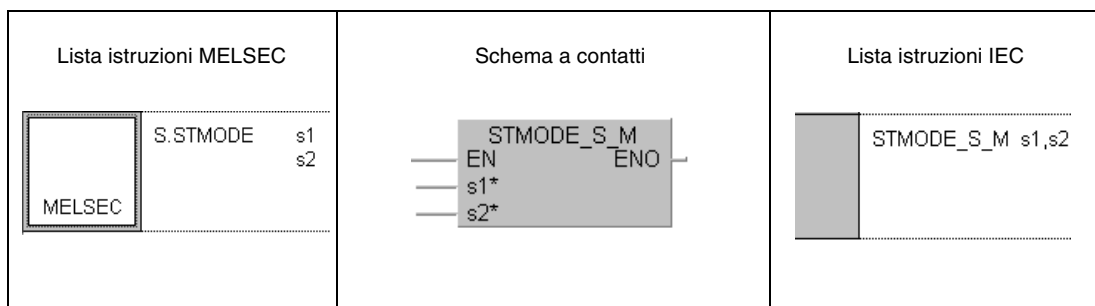 Lista istruzioni MELSEC
Schema a contatti
Lista istruzioni IEC
S.STMODE s1
s2
MELSEC
STMODE_S_M
EN ENO
s1*
s2*
STMODE_S_M s1,s2